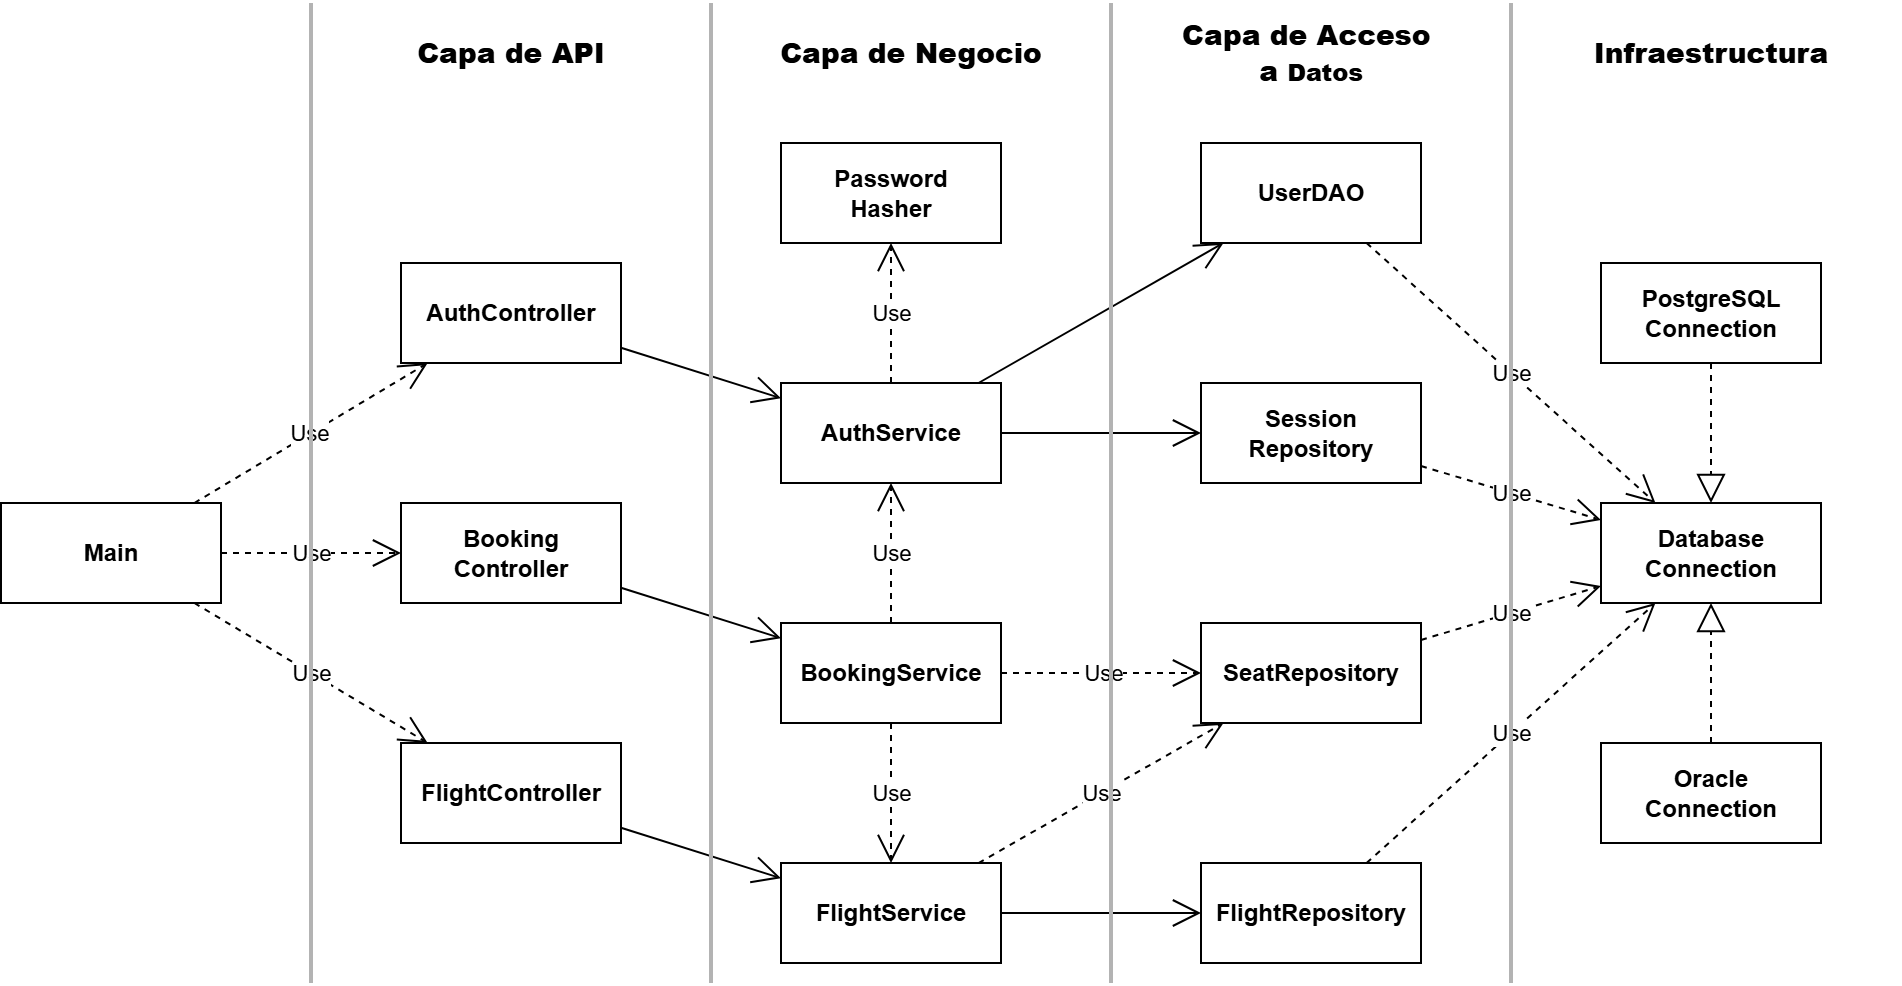 Capa de API
Capa de Negocio
Capa de Acceso
a Datos
Infraestructura
Password
Hasher
UserDAO
AuthController
Use
PostgreSQL
Connection
Use
Use
AuthService
Session
Repository
Use
Main
Use
Booking
Controller
Use
Database
Connection
Use
Use
BookingService
Use
SeatRepository
Use
FlightController
Use
Use
Oracle
Connection
FlightService
FlightRepository